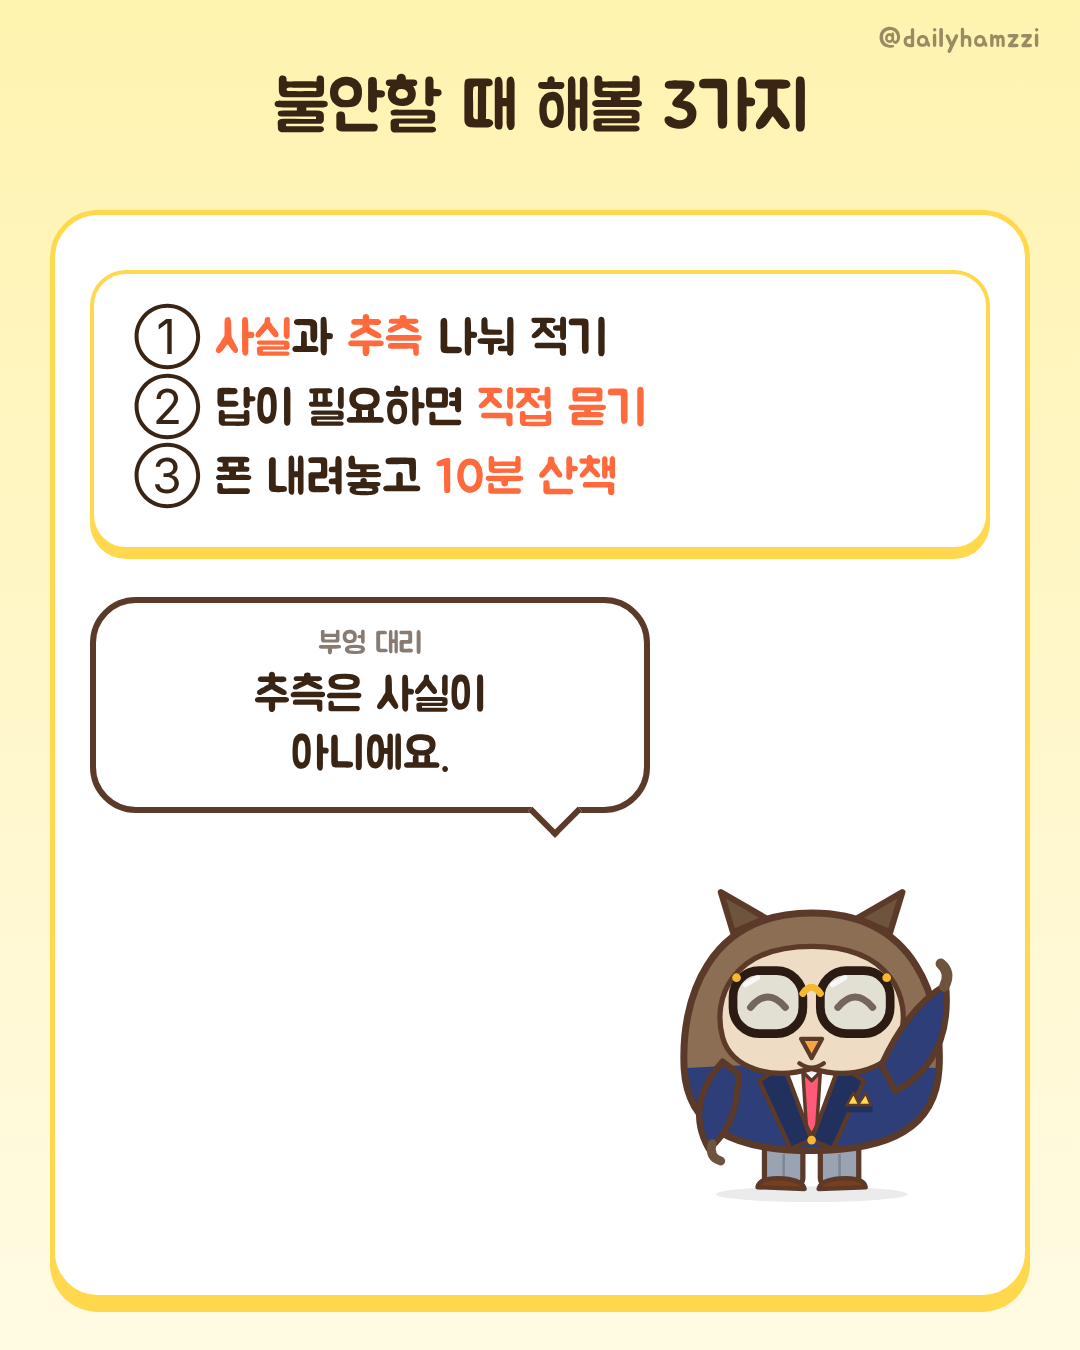 @dailyhamzzi
불안할 때 해볼 3가지
① 사실과 추측 나눠 적기
② 답이 필요하면 직접 묻기
③ 폰 내려놓고 10분 산책
부엉 대리
추측은 사실이
아니에요.